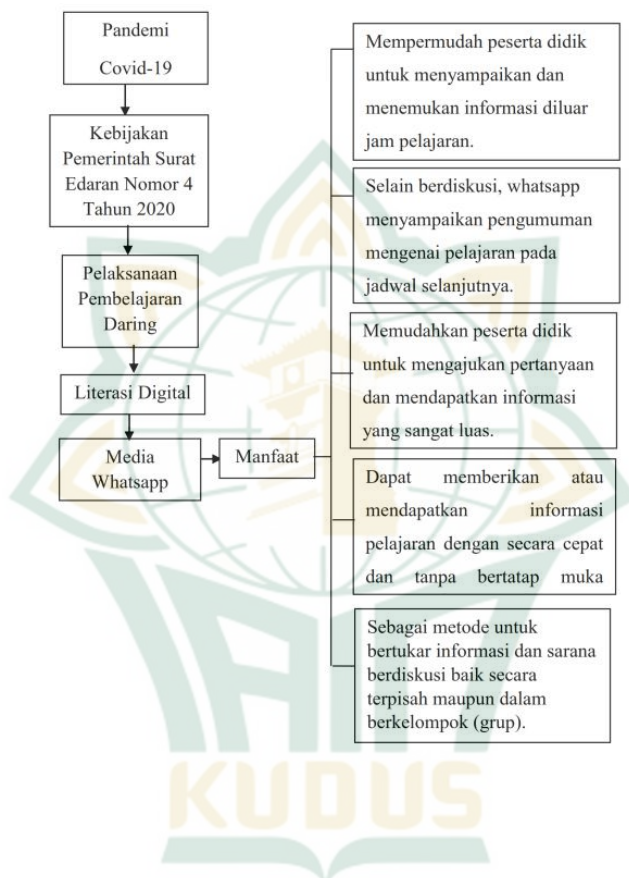 Pandemi
Covid-19
Kebijakan
Pemerintah Surat
Edaran Nomor 4
Tahun 2020
Pelaksanaan
Pembelajaran
Daring
Literasi Digital
Media
Whatsapp
Manfaat
Mempermudah peserta didik
untuk menyampaikan dan
menemukan informasi diluar
jam pelajaran.
Selain berdiskusi, whatsapp
menyampaikan pengumuman
mengenai pelajaran pada
jadwal selanjutnya.
Memudahkan peserta didik
untuk mengajukan pertanyaan
dan mendapatkan informasi
yang sangat luas.
Dapat memberikan atau
mendapatkan informasi
pelajaran dengan secara cepat
dan tanpa bertatap muka
Sebagai metode untuk
bertukar informasi dan sarana
berdiskusi baik secara
terpisah maupun dalam
berkelompok (grup).
IAIN
KUDUS